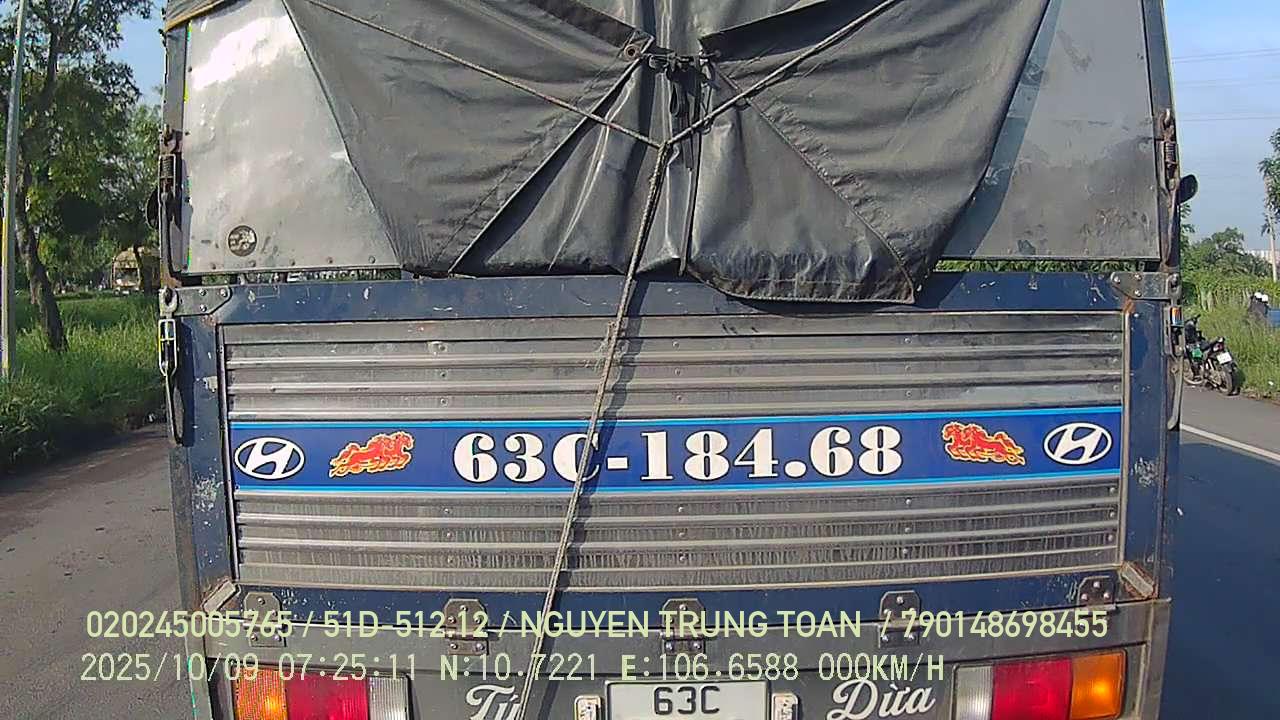 63C-184.68
020245005765 / 51D-512.12 / NGUYEN TRUNG TOAN / 790148698455
2025/10/09 07:25:11 N:10.7221 E:106.6588 000KM/H
63C Dừa